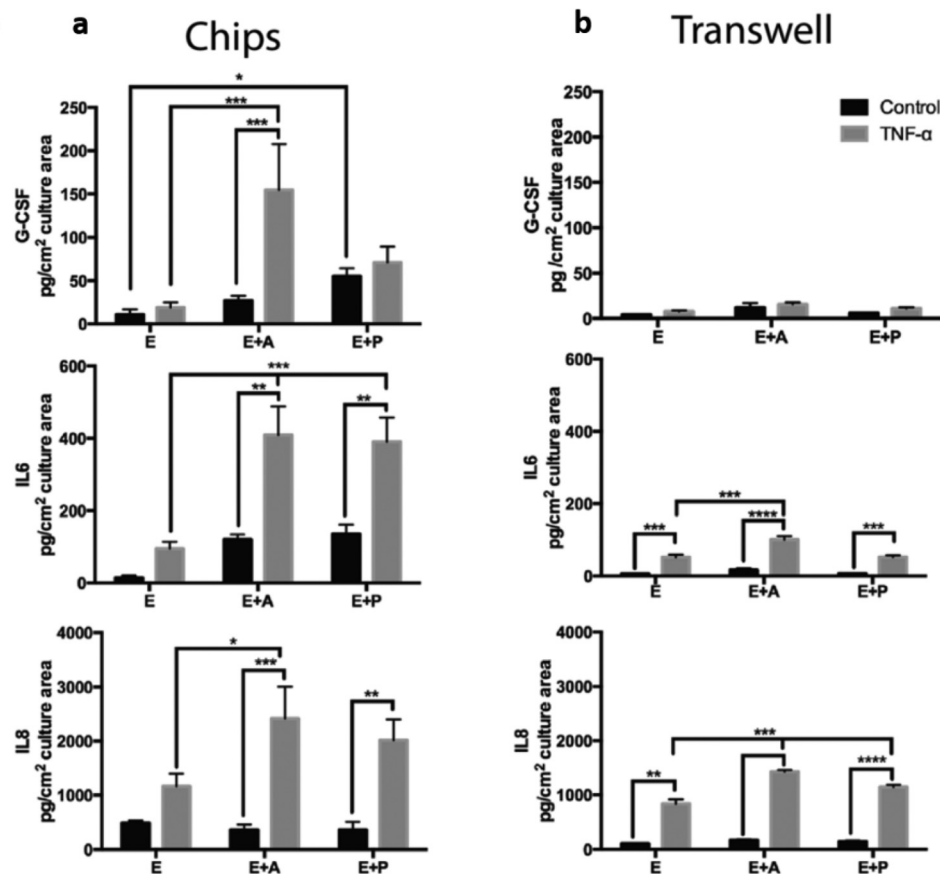 a
Chips
b
Transwell
Control
TNF-α
G-CSF
pg/cm² culture area
250
200
150
100
50
0
*
***
***
E
E+A
E+P
G-CSF
pg /cm² culture area
250
200
150
100
50
0
E
E+A
E+P
IL6
pg/cm² culture area
600
400
200
0
***
**
**
E
E+A
E+P
IL6
pg/cm² culture area
600
400
200
0
***
***
****
***
E
E+A
E+P
IL8
pg/cm² culture area
4000
3000
2000
1000
0
*
***
**
E
E+A
E+P
IL8
pg/cm² culture area
4000
3000
2000
1000
0
***
**
****
E
E+A
E+P